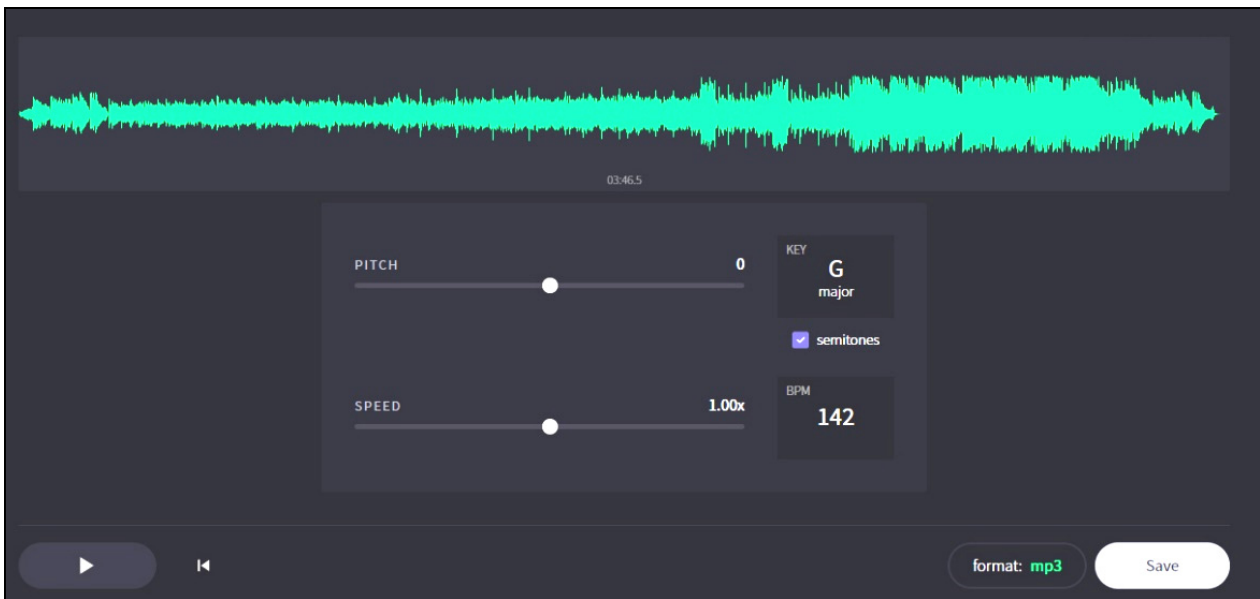 03:46.5
PITCH 0
KEY
G
major
semitones
SPEED 1.00x
BPM
142
format: mp3
Save